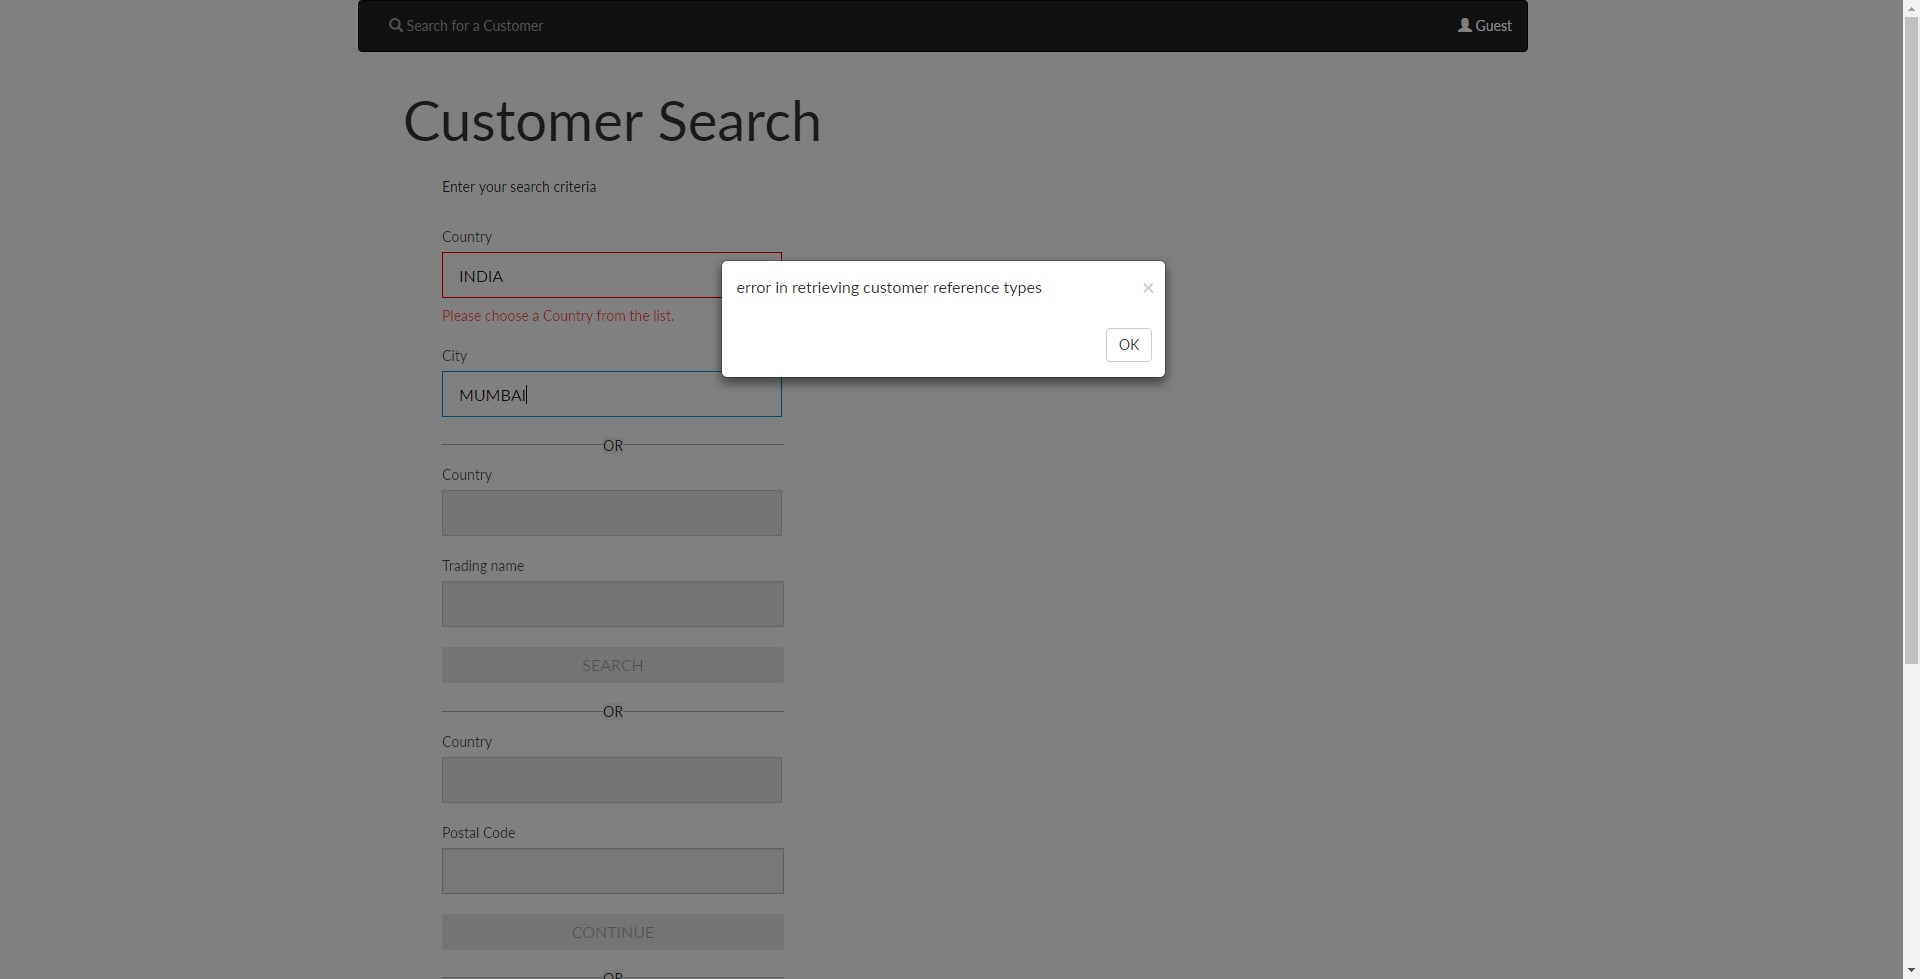 Search for a Customer
Guest
Customer Search
Enter your search criteria
Country
INDIA
Please choose a Country from the list.
error in retrieving customer reference types
×
OK
City
MUMBAI
OR
Country
Trading name
SEARCH
OR
Country
Postal Code
CONTINUE
OR